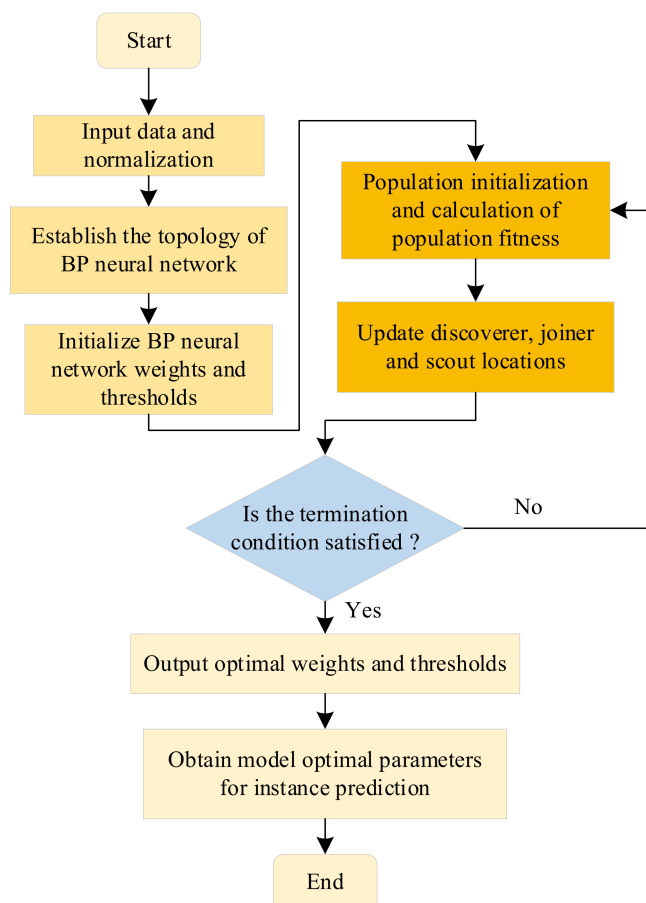 Start
Input data and
normalization
Establish the topology of
BP neural network
Initialize BP neural
network weights and
thresholds
Population initialization
and calculation of
population fitness
Update discoverer, joiner
and scout locations
Is the termination
condition satisfied ?
No
Yes
Output optimal weights and thresholds
Obtain model optimal parameters
for instance prediction
End